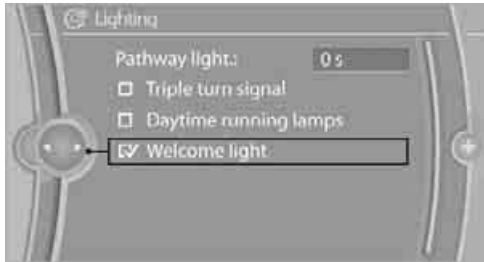 Lighting
Pathway light.: 0 s
Triple turn signal
Daytime running lamps
Welcome light